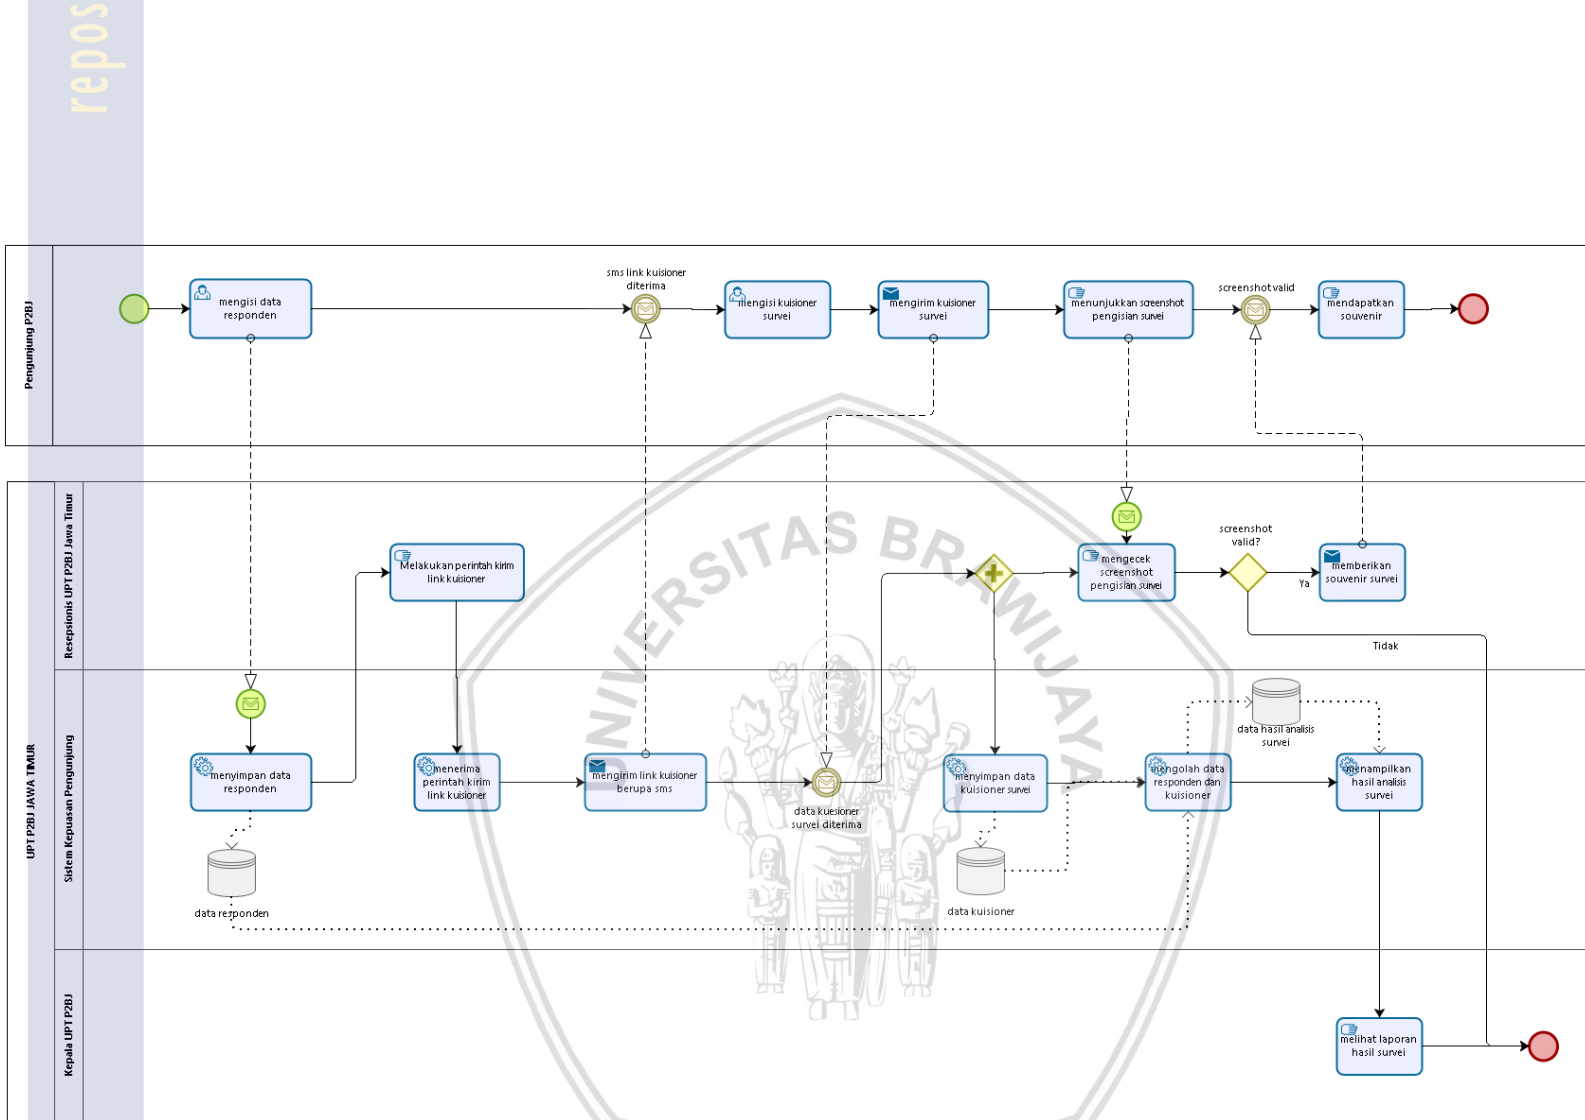 repos
Pengunjung P2BJ
mengisi data
responden
sms link kuisioner
diterima
mengisi kuisioner
survei
mengirim kuisioner
survei
menunjukkan screenshot
pengisian survei
screenshot valid
mendapatkan
souvenir
UPT P2BJ JAWA TIMUR
Resepsionis UPT P2BJ Jawa Timur
Melakukan perintah kirim
link kuisioner
mengecek
screenshot
pengisian survei
screenshot
valid?
Ya
memberikan
souvenir survei
Tidak
UNIVERSITAS BRAWIJAYA
Sistem Kepuasan Pengunjung
menyimpan data
responden
menerima
perintah kirim
link kuisioner
mengirim link kuisioner
berupa sms
data kuesioner
survei diterima
menyimpan data
kuisioner survei
mengolah data
responden dan
kuisioner
data hasil analisis
survei
menampilkan
hasil analisis
survei
data responden
data kuisioner
Kepala UPT P2BJ
melihat laporan
hasil survei